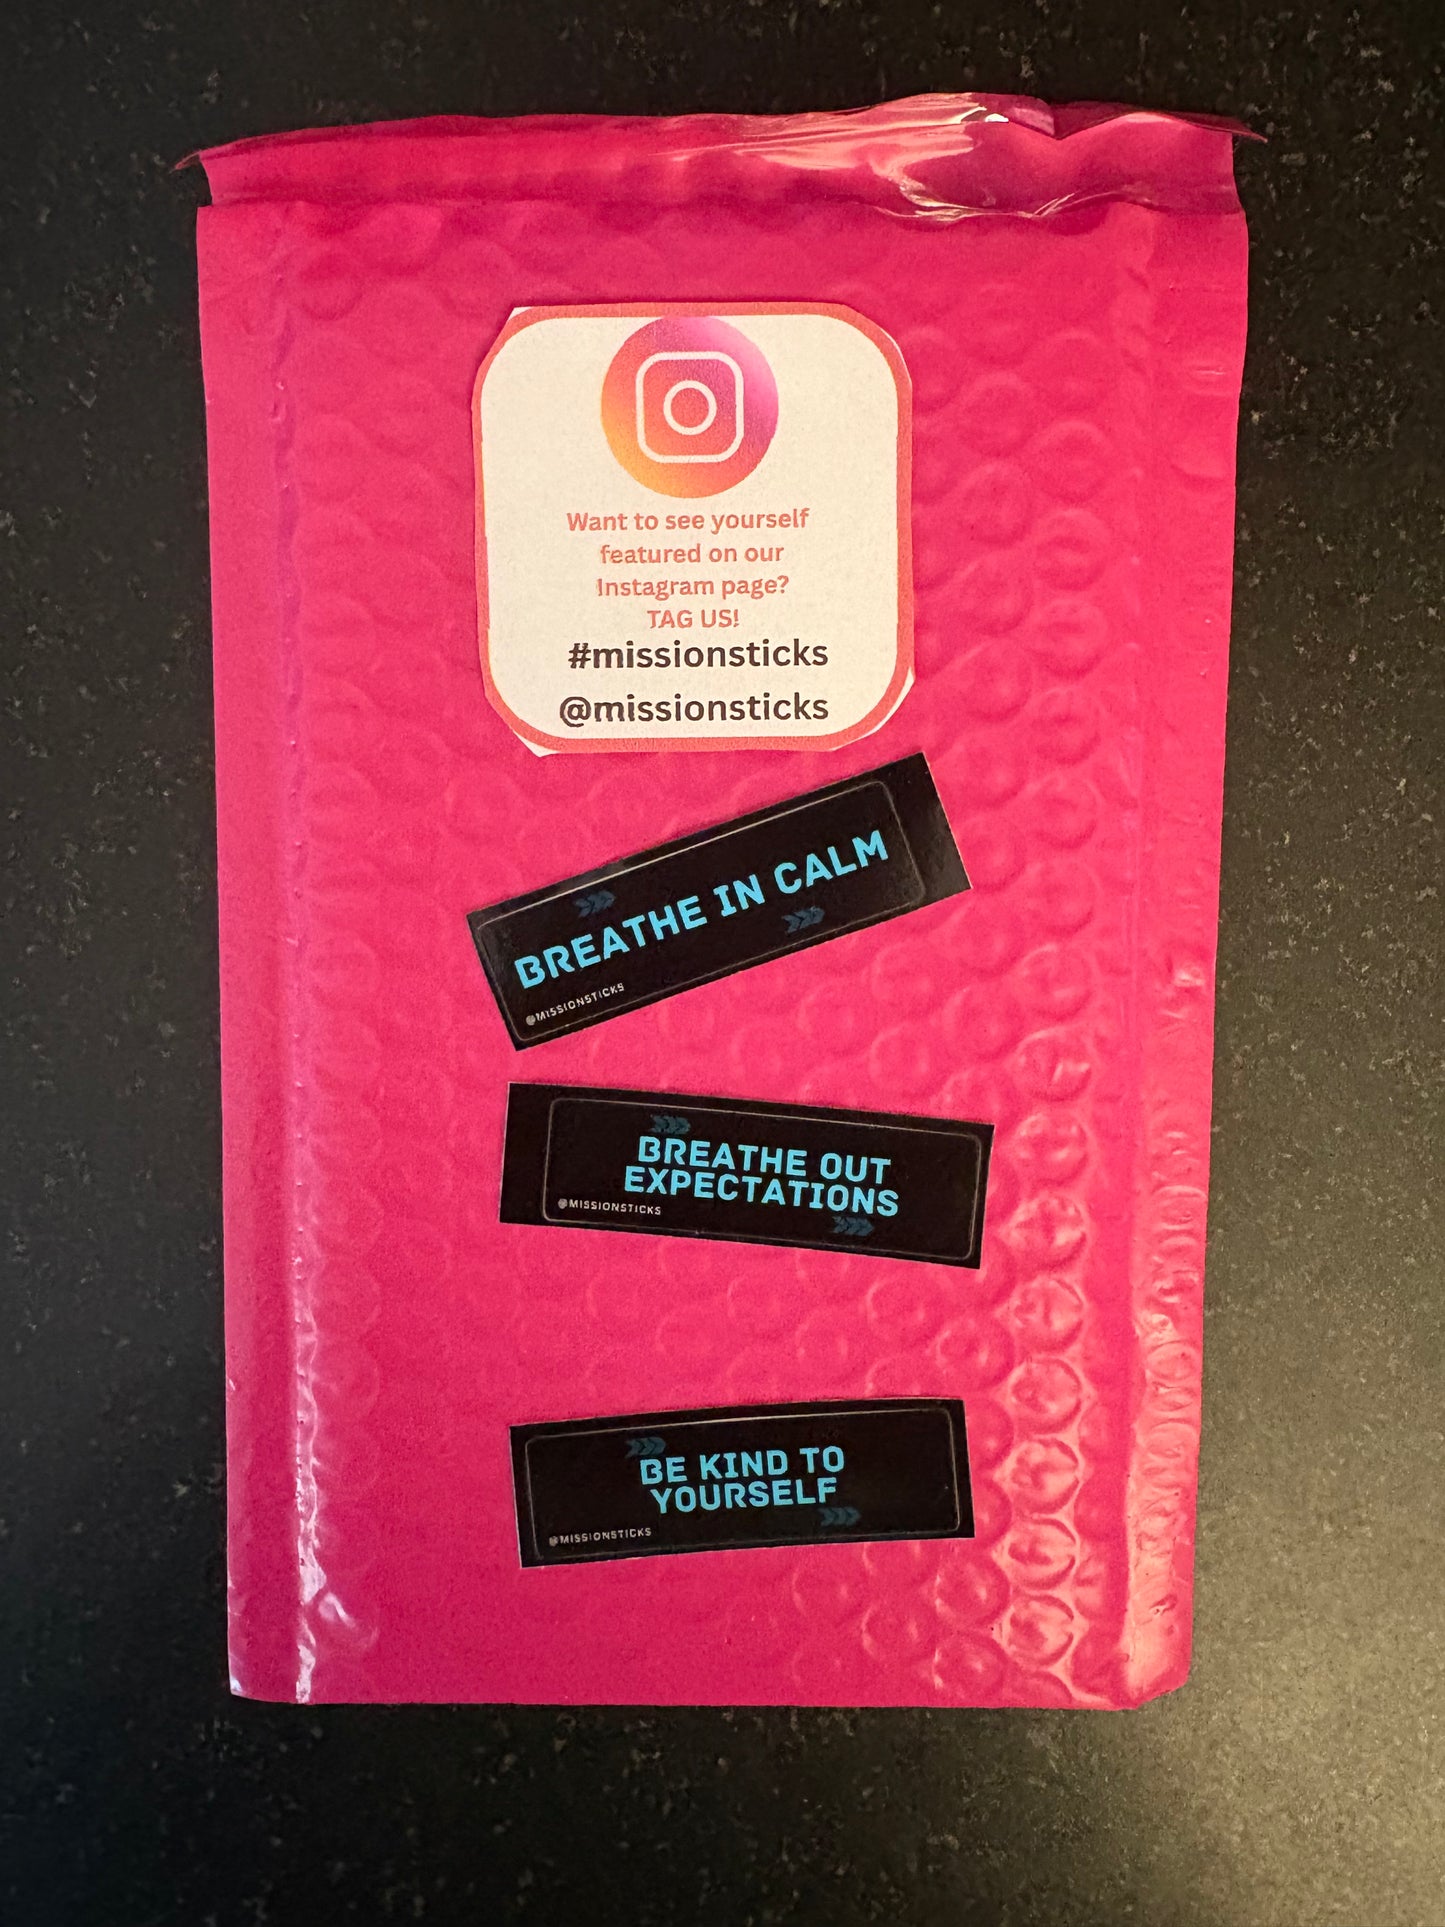 Want to see yourself
featured on our
Instagram page?
TAG US!
#missionsticks
@missionsticks
BREATHE IN CALM
@MISSIONSTICKS
BREATHE OUT
EXPECTATIONS
@MISSIONSTICKS
BE KIND TO
YOURSELF
@MISSIONSTICKS